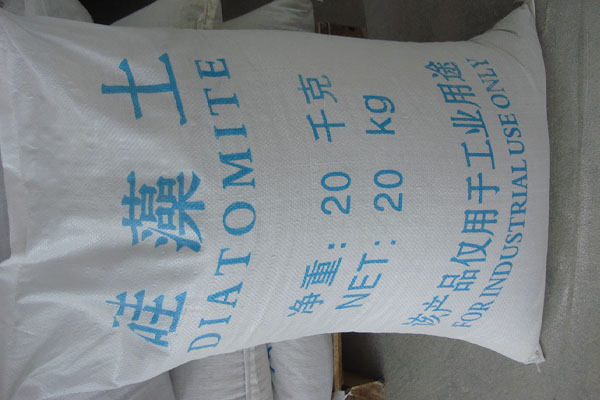 硅藻土
DIATOMITE
净重：20 千克
NET：20 kg
该产品仅用于工业用途
FOR INDUSTRIAL USE ONLY